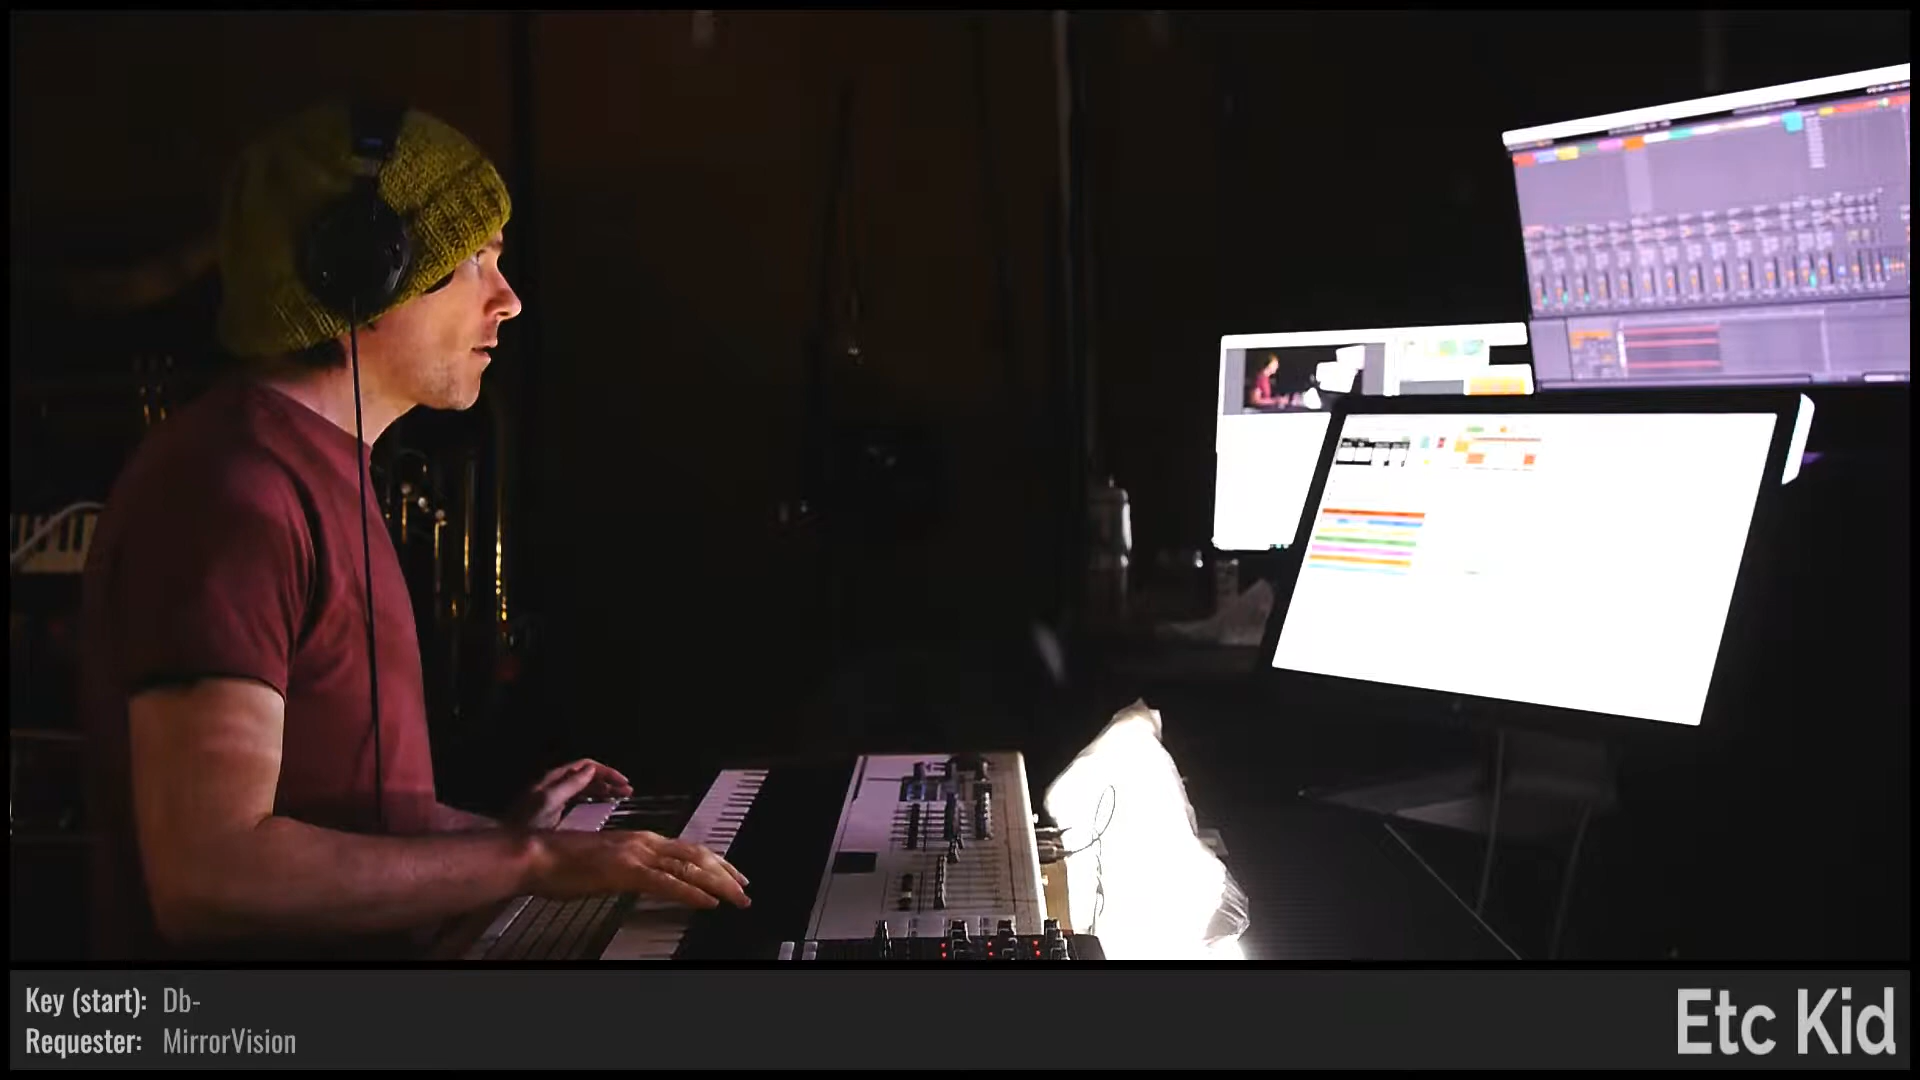 Key (start): Db-
Requester: MirrorVision
Etc Kid